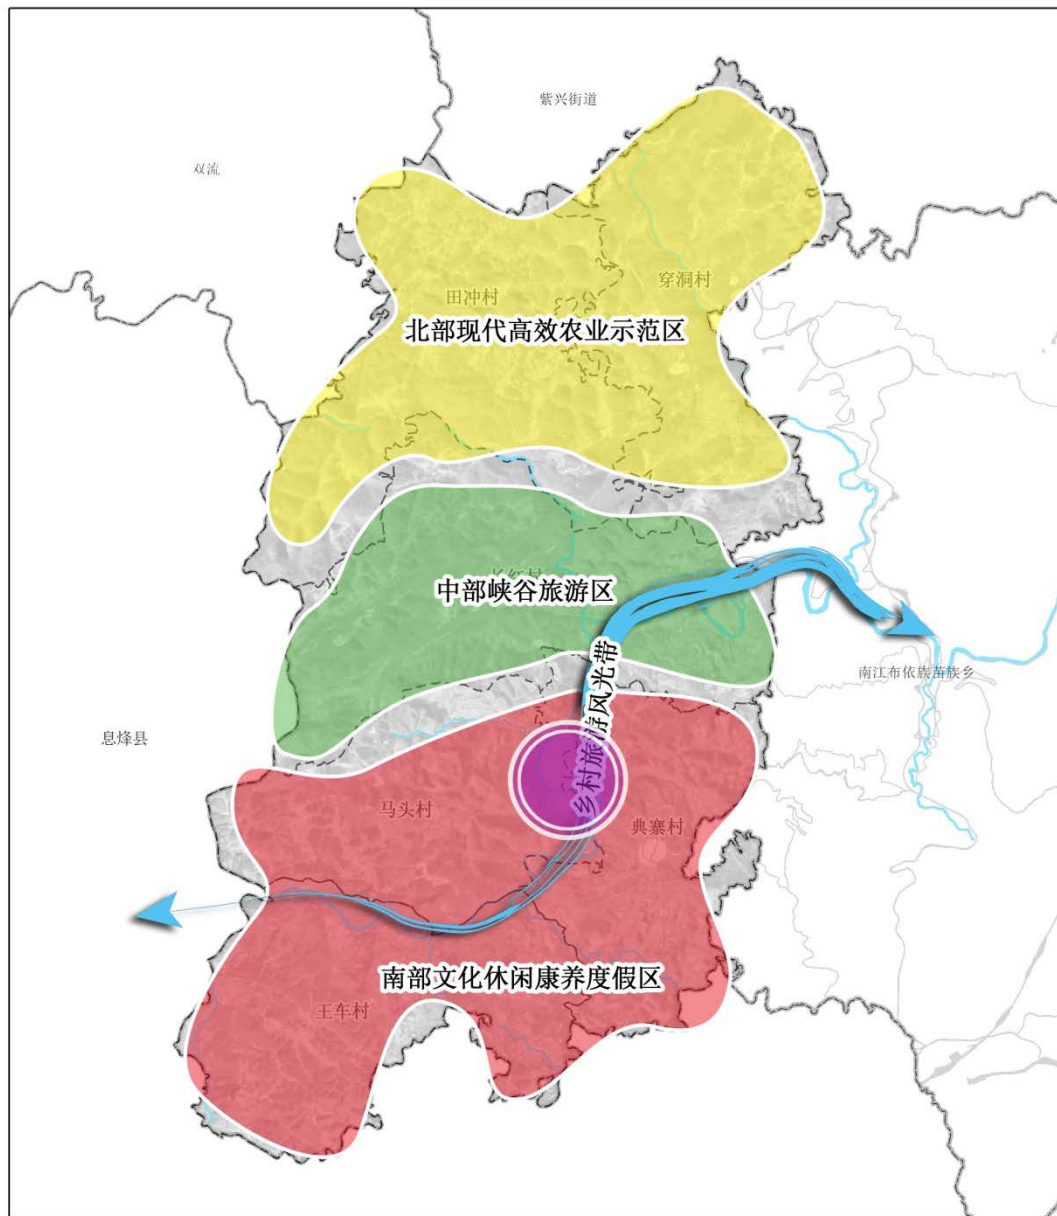 紫兴街道
双流
穿洞村
田冲村
北部现代高效农业示范区
长红村
中部峡谷旅游区
乡村旅游风光带
南江布依族苗族乡
息烽县
马头村
典寨村
南部文化休闲康养度假区
王车村